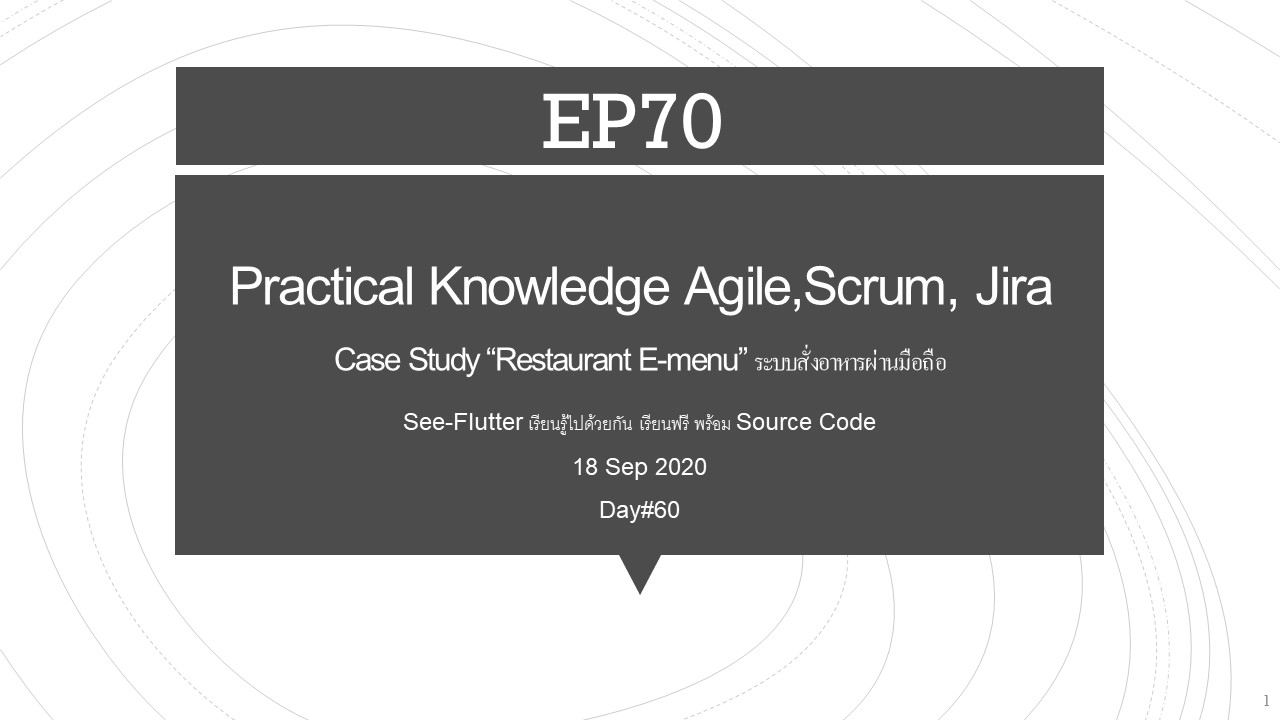 EP70
Practical Knowledge Agile,Scrum, Jira
Case Study “Restaurant E-menu” ระบบสั่งอาหารผ่านมือถือ
See-Flutter เรียนรู้ไปด้วยกัน เรียนฟรี พร้อม Source Code
18 Sep 2020
Day#60
1